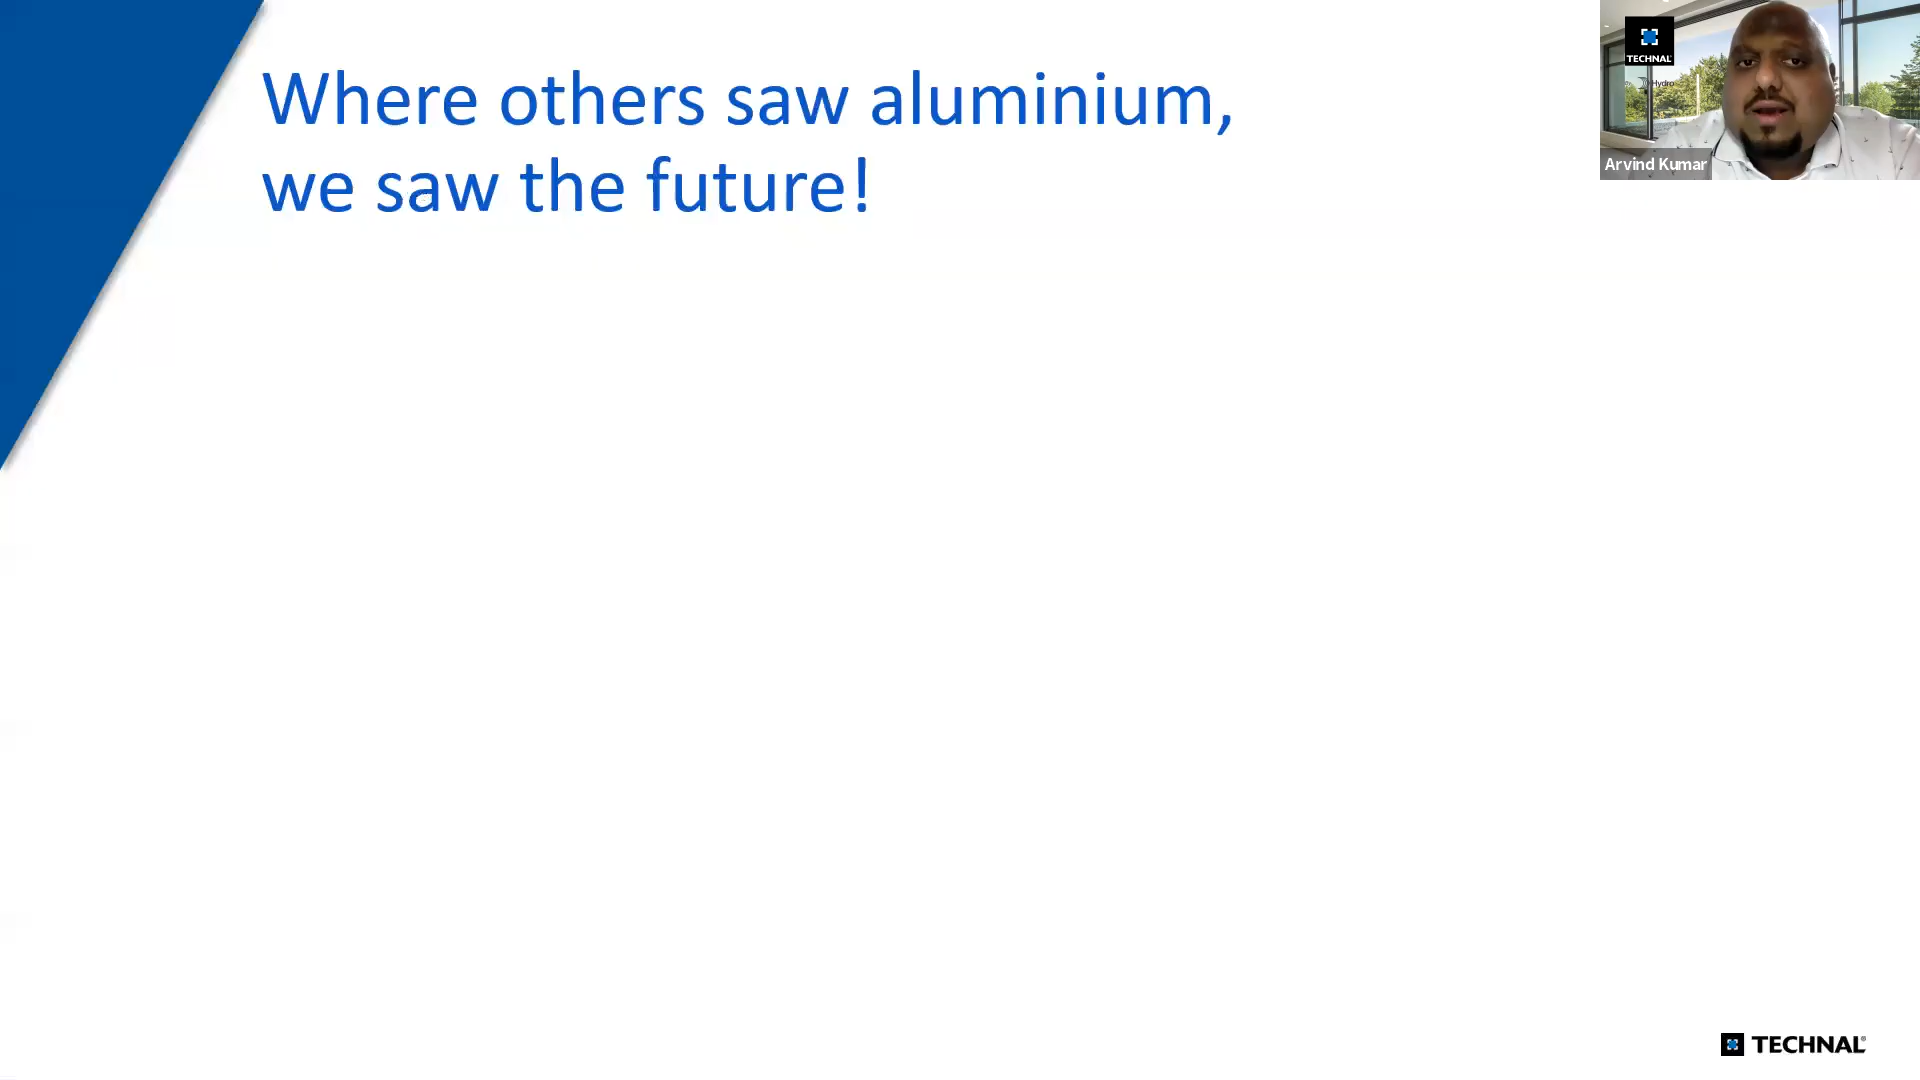 Where others saw aluminium,
we saw the future!
TECHNAL
Hydro
Arvind Kumar
TECHNAL®